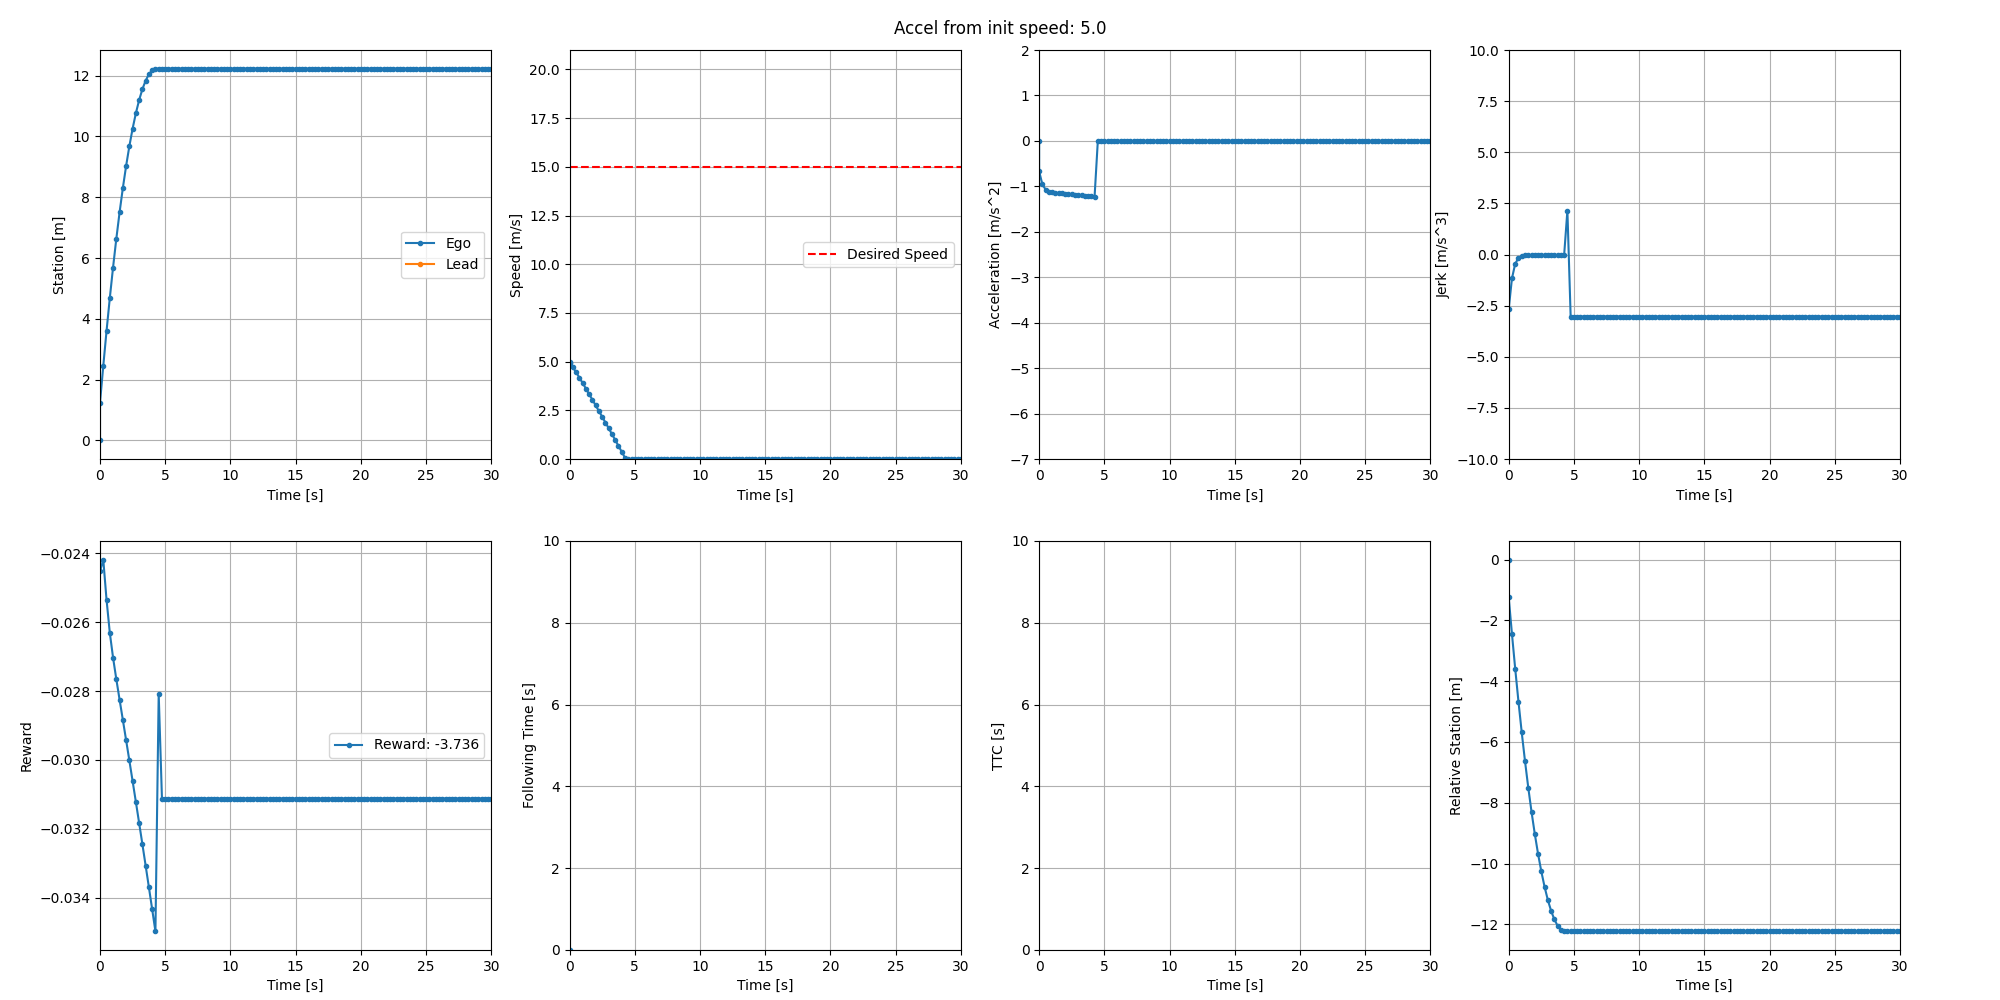 Accel from init speed: 5.0
Station [m]
12
10
8
6
4
2
0
Ego
Lead
0 5 10 15 20 25 30
Time [s]
Speed [m/s]
20.0
17.5
15.0
12.5
10.0
7.5
5.0
2.5
0.0
Desired Speed
0 5 10 15 20 25 30
Time [s]
Acceleration [m/s^2]
2
1
0
−1
−2
−3
−4
−5
−6
−7
0 5 10 15 20 25 30
Time [s]
Jerk [m/s^3]
10.0
7.5
5.0
2.5
0.0
−2.5
−5.0
−7.5
−10.0
0 5 10 15 20 25 30
Time [s]
Reward
−0.024
−0.026
−0.028
−0.030
−0.032
−0.034
Reward: -3.736
0 5 10 15 20 25 30
Time [s]
Following Time [s]
10
8
6
4
2
0
0 5 10 15 20 25 30
Time [s]
TTC [s]
10
8
6
4
2
0
0 5 10 15 20 25 30
Time [s]
Relative Station [m]
0
−2
−4
−6
−8
−10
−12
0 5 10 15 20 25 30
Time [s]